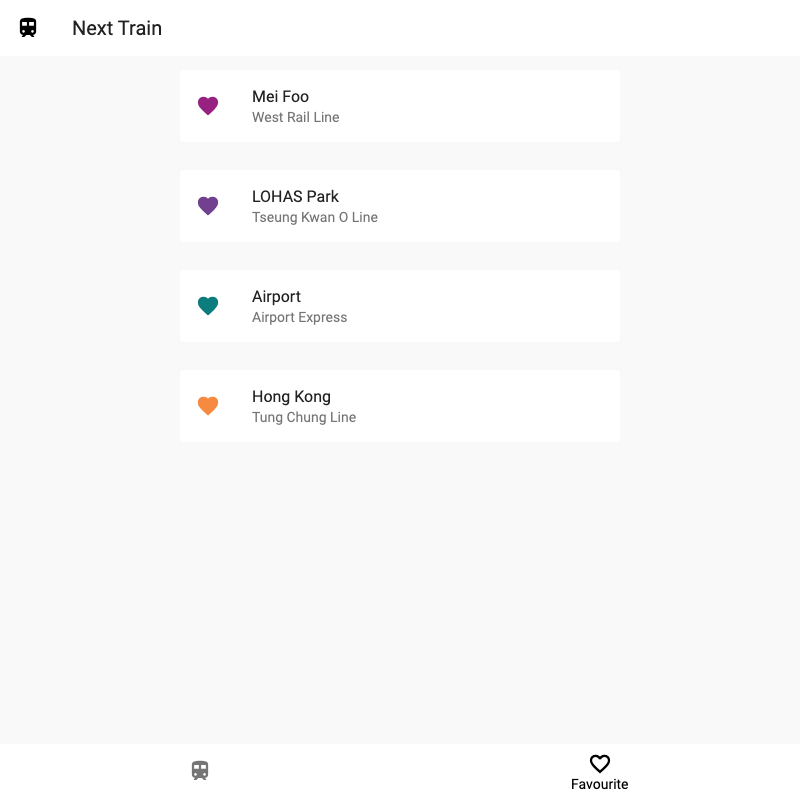 Next Train
Mei Foo
West Rail Line
LOHAS Park
Tseung Kwan O Line
Airport
Airport Express
Hong Kong
Tung Chung Line
Favourite